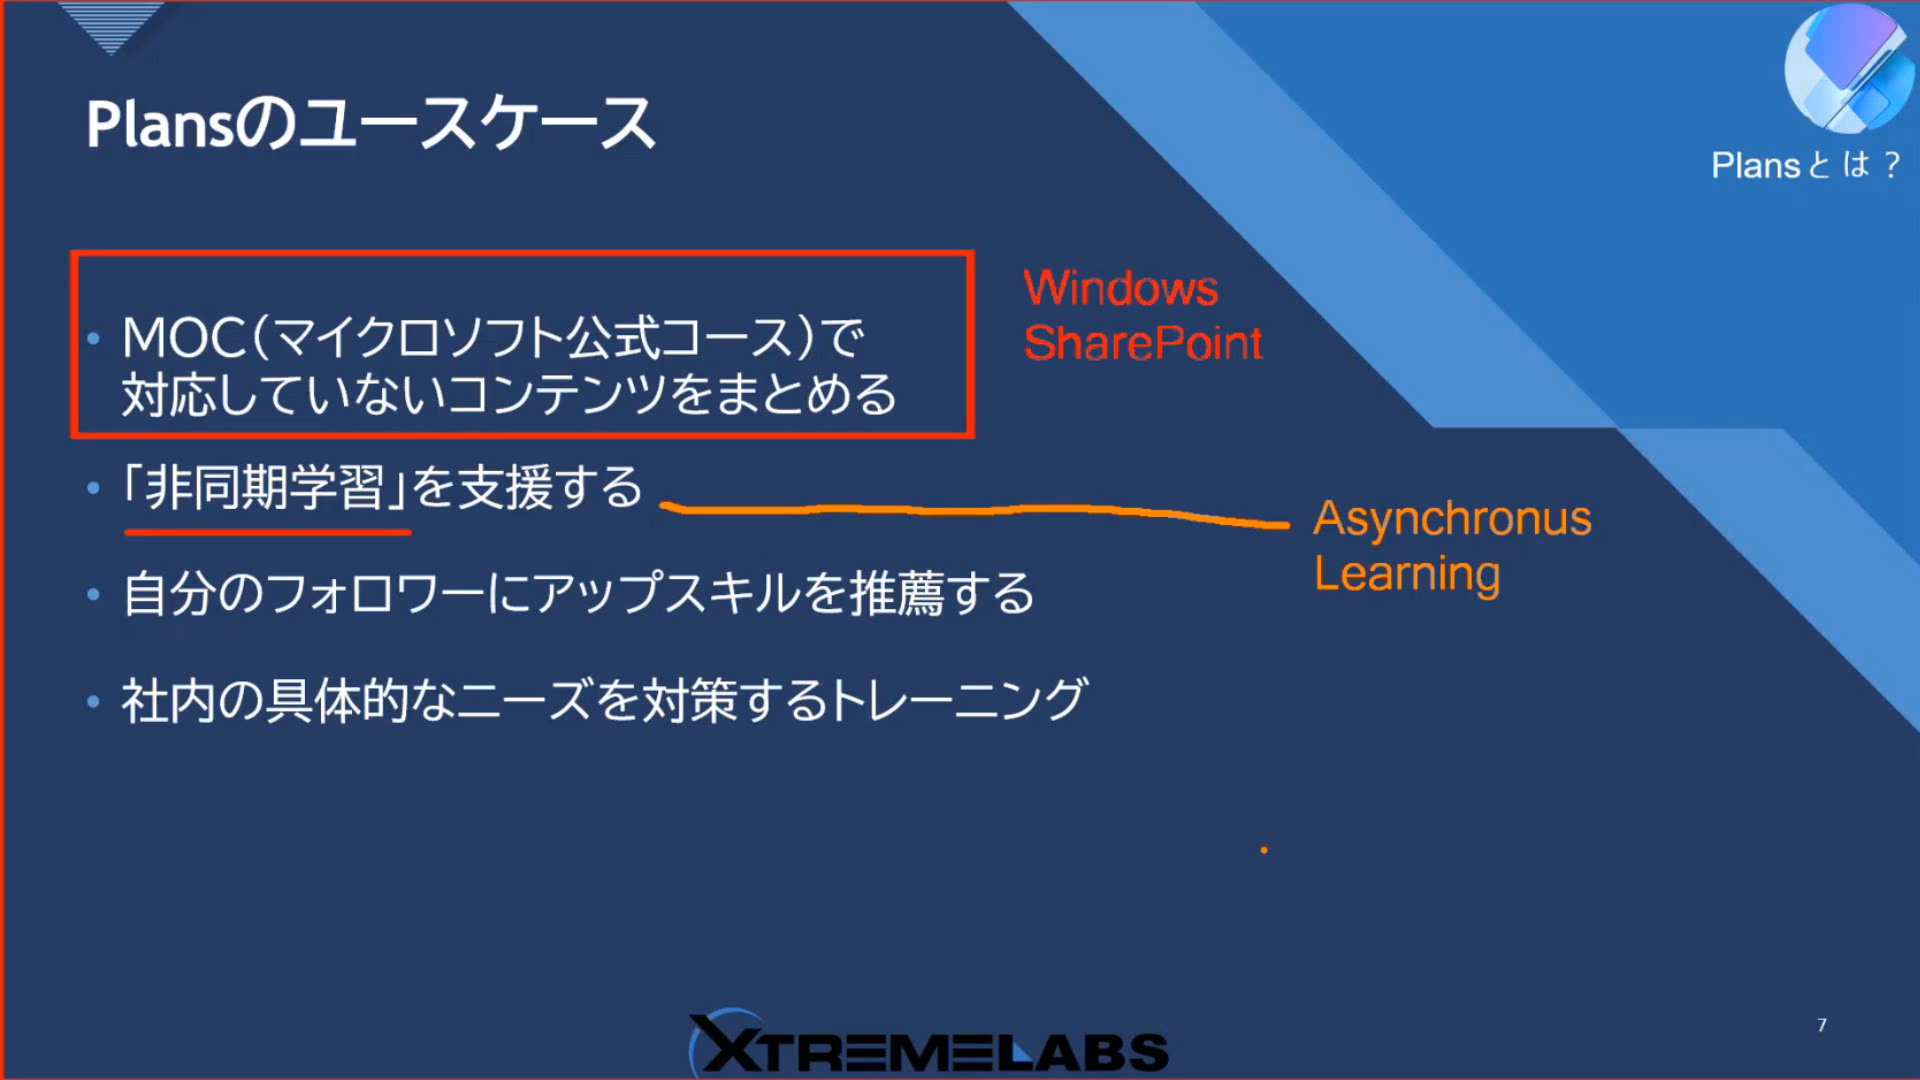 Plansのユースケース
Plansとは？
• MOC（マイクロソフト公式コース）で
対応していないコンテンツをまとめる
Windows
SharePoint
• 「非同期学習」を支援する
Asynchronus
Learning
• 自分のフォロワーにアップスキルを推薦する
• 社内の具体的なニーズを対策するトレーニング
XTREMELABS
7